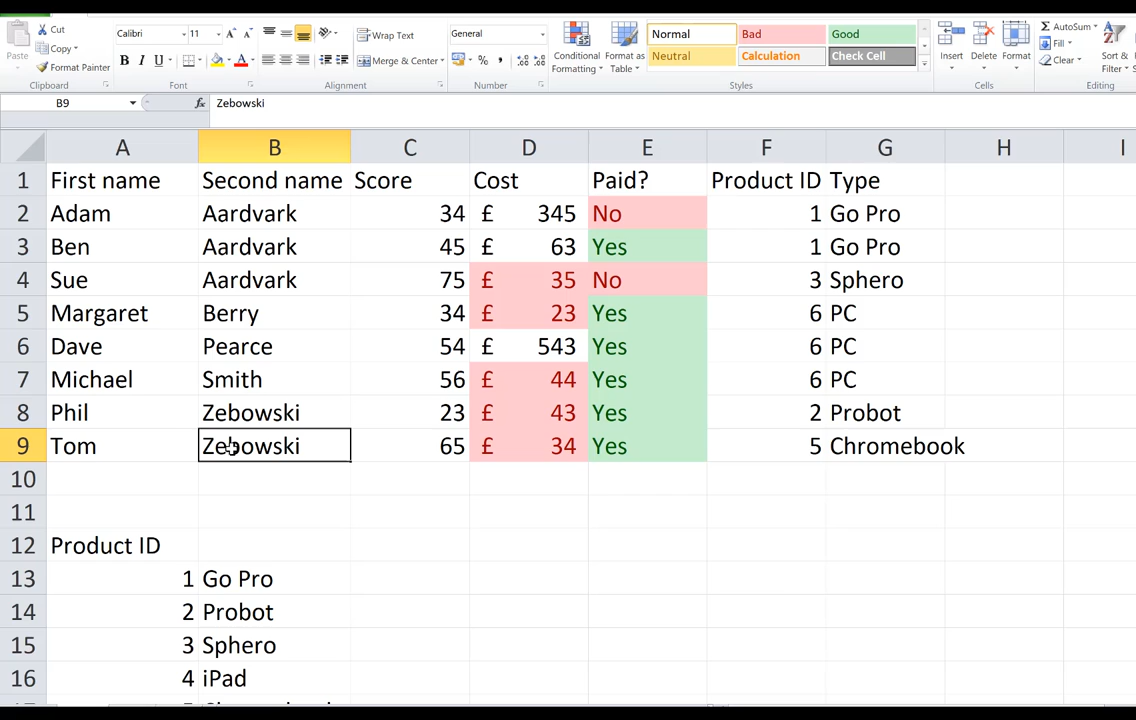 Cut
Copy
Paste
Format Painter
Clipboard
Calibri 11 A A
B I U A
Font
Wrap Text
Merge & Center
Alignment
General
% ,
Number
Conditional Formatting
Format as Table
Normal Bad Good
Neutral Calculation Check Cell
Styles
Insert Delete Format
Cells
Σ AutoSum
Fill
Clear
Sort & Filter
Editing
B9 fx Zebowski
A B C D E F G H I
1 First name Second name Score Cost Paid? Product ID Type
2 Adam Aardvark 34 £ 345 No 1 Go Pro
3 Ben Aardvark 45 £ 63 Yes 1 Go Pro
4 Sue Aardvark 75 £ 35 No 3 Sphero
5 Margaret Berry 34 £ 23 Yes 6 PC
6 Dave Pearce 54 £ 543 Yes 6 PC
7 Michael Smith 56 £ 44 Yes 6 PC
8 Phil Zebowski 23 £ 43 Yes 2 Probot
9 Tom Zebowski 65 £ 34 Yes 5 Chromebook
10
11
12 Product ID
13 1 Go Pro
14 2 Probot
15 3 Sphero
16 4 iPad